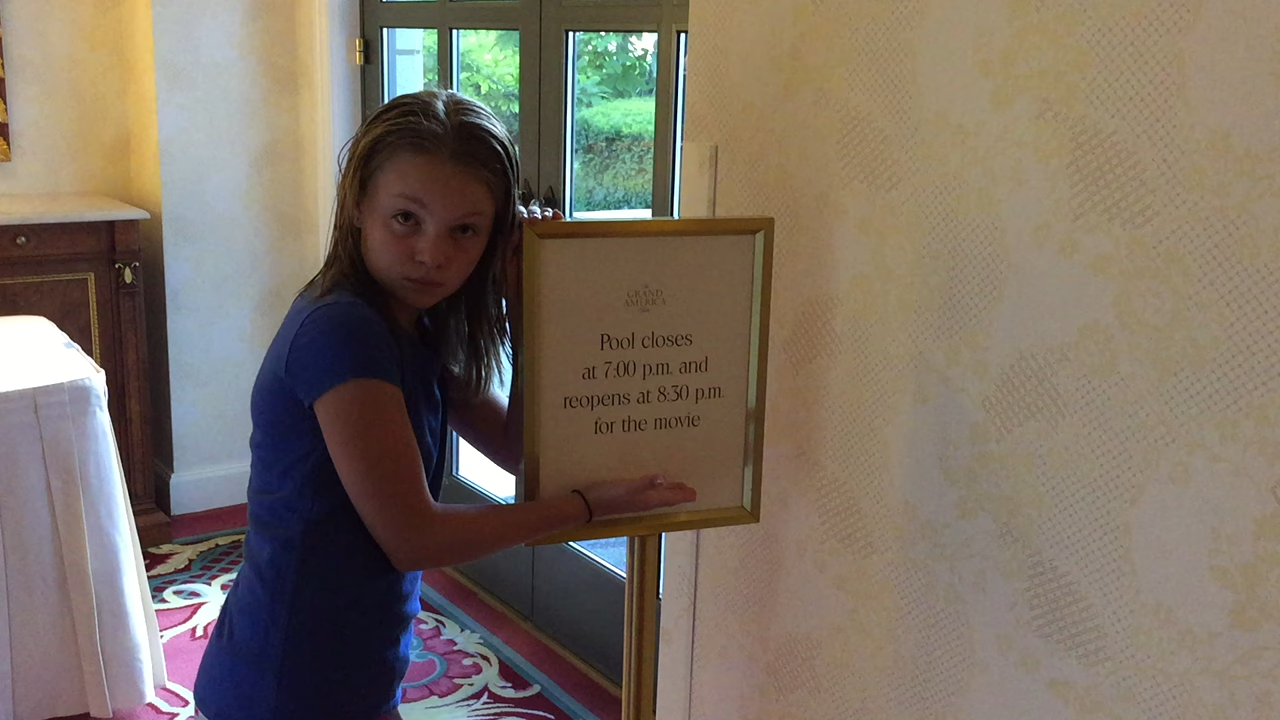 GRAND
AMERICA
Pool closes
at 7:00 p.m. and
reopens at 8:30 p.m.
for the movie